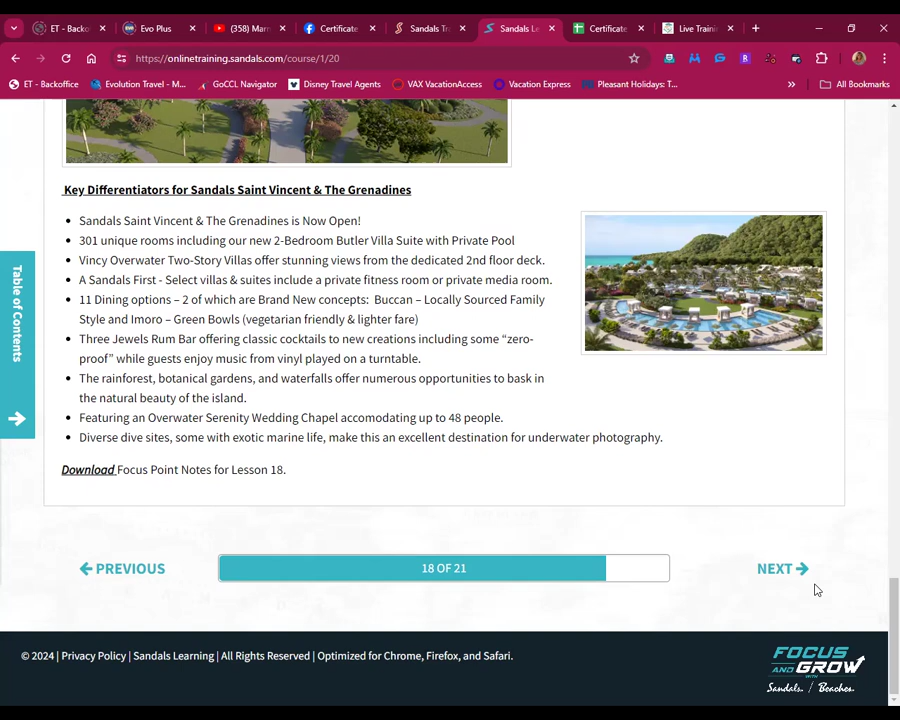 ET - Backo
Evo Plus
(358) Marr
Certificate
Sandals Tr
Sandals Le
Certificate
Live Traini
https://onlinetraining.sandals.com/course/1/20
ET - Backoffice
Evolution Travel - M...
GoCCL Navigator
Disney Travel Agents
VAX VacationAccess
Vacation Express
Pleasant Holidays: T...
»
All Bookmarks
Key Differentiators for Sandals Saint Vincent & The Grenadines
• Sandals Saint Vincent & The Grenadines is Now Open!
• 301 unique rooms including our new 2-Bedroom Butler Villa Suite with Private Pool
• Vincy Overwater Two-Story Villas offer stunning views from the dedicated 2nd floor deck.
• A Sandals First - Select villas & suites include a private fitness room or private media room.
• 11 Dining options – 2 of which are Brand New concepts: Buccan – Locally Sourced Family
Style and Imoro – Green Bowls (vegetarian friendly & lighter fare)
• Three Jewels Rum Bar offering classic cocktails to new creations including some “zero-
proof” while guests enjoy music from vinyl played on a turntable.
• The rainforest, botanical gardens, and waterfalls offer numerous opportunities to bask in
the natural beauty of the island.
• Featuring an Overwater Serenity Wedding Chapel accomodating up to 48 people.
• Diverse dive sites, some with exotic marine life, make this an excellent destination for underwater photography.
Download Focus Point Notes for Lesson 18.
Table of Contents
PREVIOUS
18 OF 21
NEXT
© 2024 | Privacy Policy | Sandals Learning | All Rights Reserved | Optimized for Chrome, Firefox, and Safari.
FOCUS
AND GROW
WITH
Sandals. / Beaches.